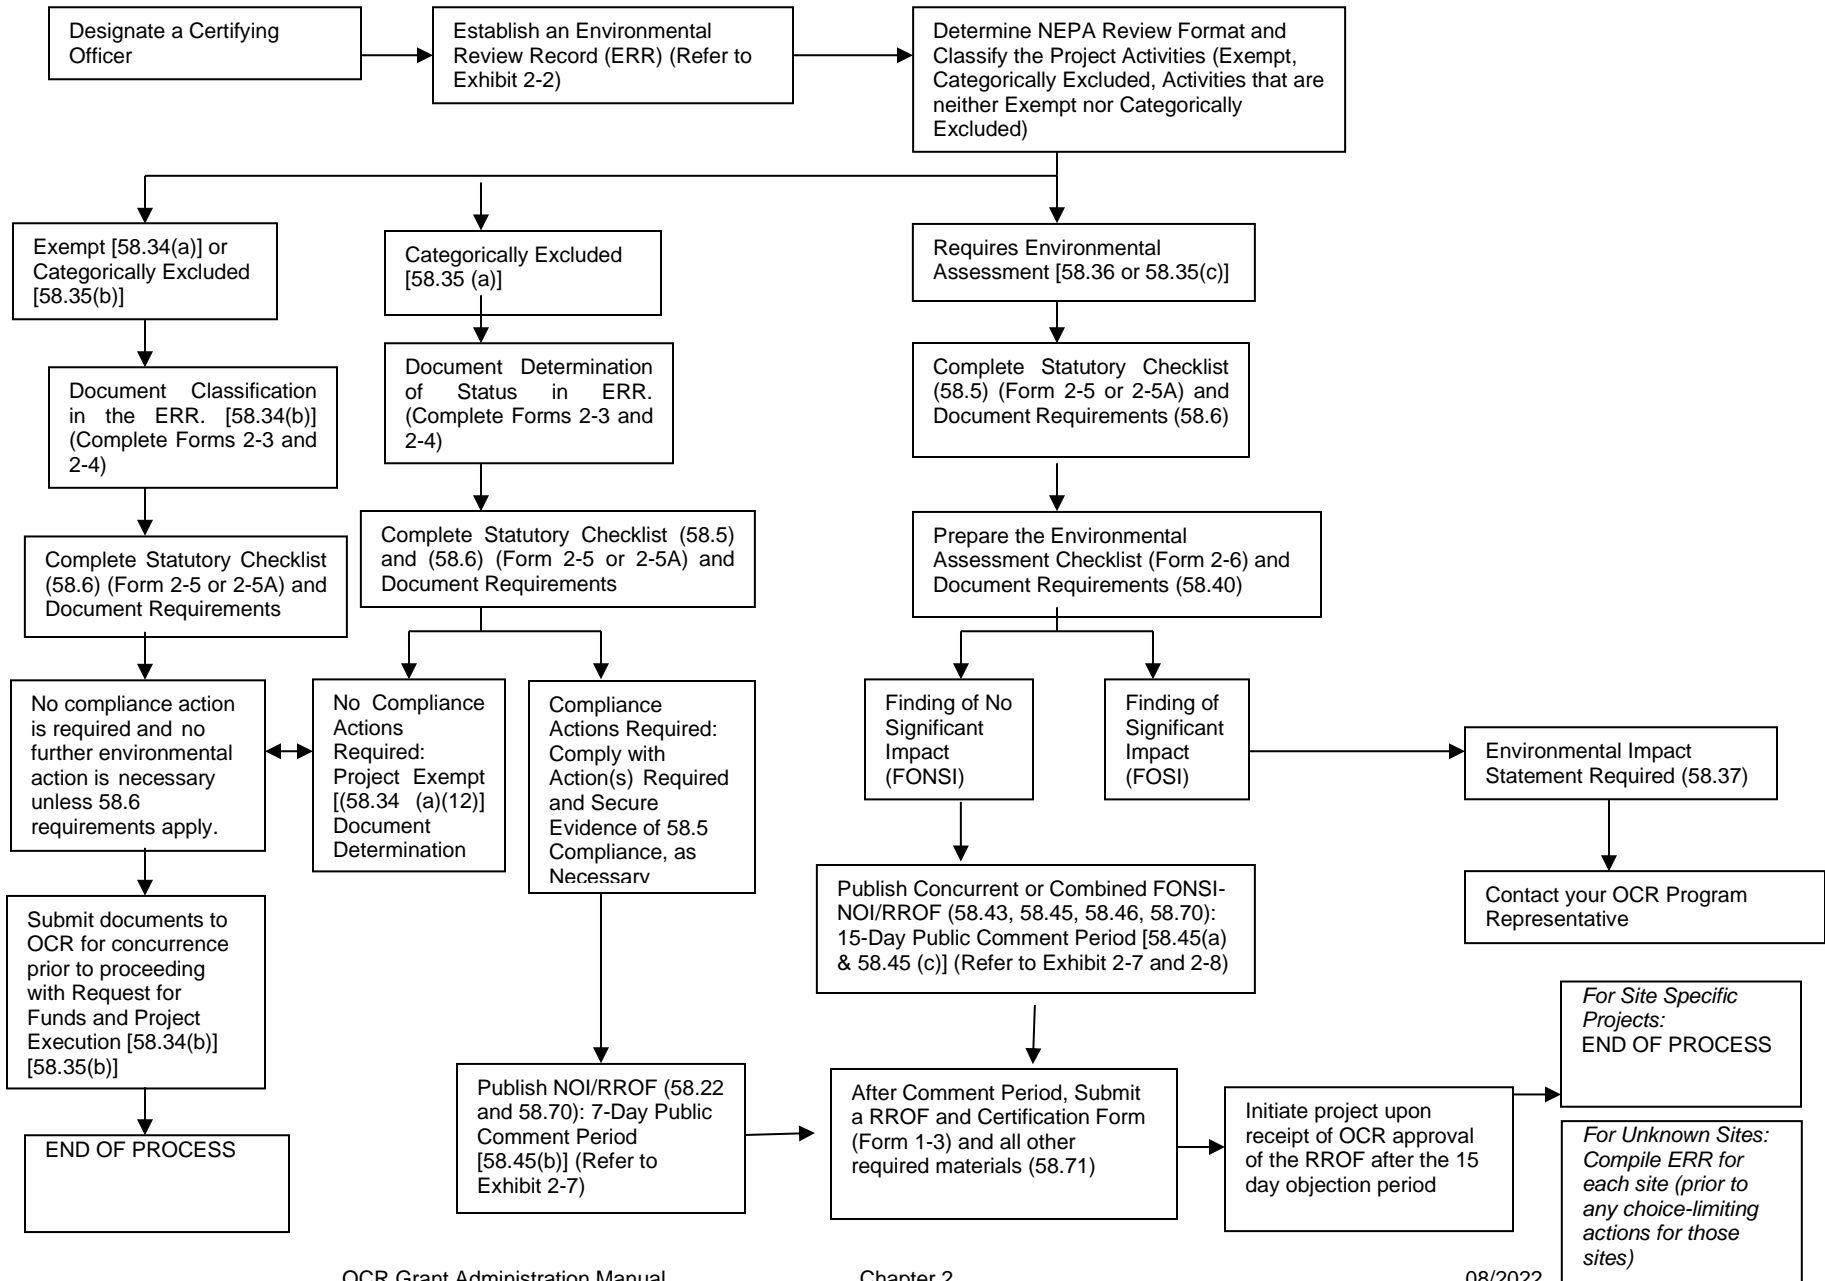 Designate a Certifying
Officer
Establish an Environmental
Review Record (ERR) (Refer to
Exhibit 2-2)
Determine NEPA Review Format and
Classify the Project Activities (Exempt,
Categorically Excluded, Activities that are
neither Exempt nor Categorically
Excluded)
Exempt [58.34(a)] or
Categorically Excluded
[58.35(b)]
Categorically Excluded
[58.35 (a)]
Requires Environmental
Assessment [58.36 or 58.35(c)]
Document Classification
in the ERR. [58.34(b)]
(Complete Forms 2-3 and
2-4)
Document Determination
of Status in ERR.
(Complete Forms 2-3 and
2-4)
Complete Statutory Checklist
(58.5) (Form 2-5 or 2-5A) and
Document Requirements (58.6)
Complete Statutory Checklist
(58.6) (Form 2-5 or 2-5A) and
Document Requirements
Complete Statutory Checklist (58.5)
and (58.6) (Form 2-5 or 2-5A) and
Document Requirements
Prepare the Environmental
Assessment Checklist (Form 2-6) and
Document Requirements (58.40)
No compliance action
is required and no
further environmental
action is necessary
unless 58.6
requirements apply.
No Compliance
Actions
Required:
Project Exempt
[(58.34 (a)(12)]
Document
Determination
Compliance
Actions Required:
Comply with
Action(s) Required
and Secure
Evidence of 58.5
Compliance, as
Necessary
Finding of No
Significant
Impact
(FONSI)
Finding of
Significant
Impact
(FOSI)
Environmental Impact
Statement Required (58.37)
Contact your OCR Program
Representative
Submit documents to
OCR for concurrence
prior to proceeding
with Request for
Funds and Project
Execution [58.34(b)]
[58.35(b)]
Publish Concurrent or Combined FONSI-
NOI/RROF (58.43, 58.45, 58.46, 58.70):
15-Day Public Comment Period [58.45(a)
& 58.45 (c)] (Refer to Exhibit 2-7 and 2-8)
END OF PROCESS
Publish NOI/RROF (58.22
and 58.70): 7-Day Public
Comment Period
[58.45(b)] (Refer to
Exhibit 2-7)
After Comment Period, Submit
a RROF and Certification Form
(Form 1-3) and all other
required materials (58.71)
Initiate project upon
receipt of OCR approval
of the RROF after the 15
day objection period
For Site Specific
Projects:
END OF PROCESS
For Unknown Sites:
Compile ERR for
each site (prior to
any choice-limiting
actions for those
sites)
OCR Grant Administration Manual Chapter 2 08/2022